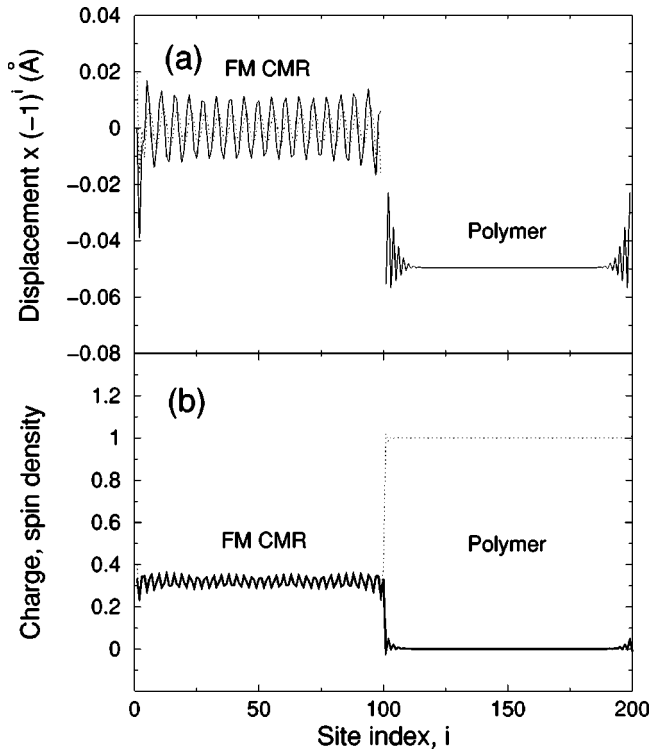 0.04
(a)
FM CMR
0.02
0
−0.02
−0.04
Polymer
−0.06
−0.08
Displacement x (−1)^i (Å)
(b)
1.2
1
0.8
FM CMR
Polymer
0.6
0.4
0.2
0
Charge, spin density
0 50 100 150 200
Site index, i